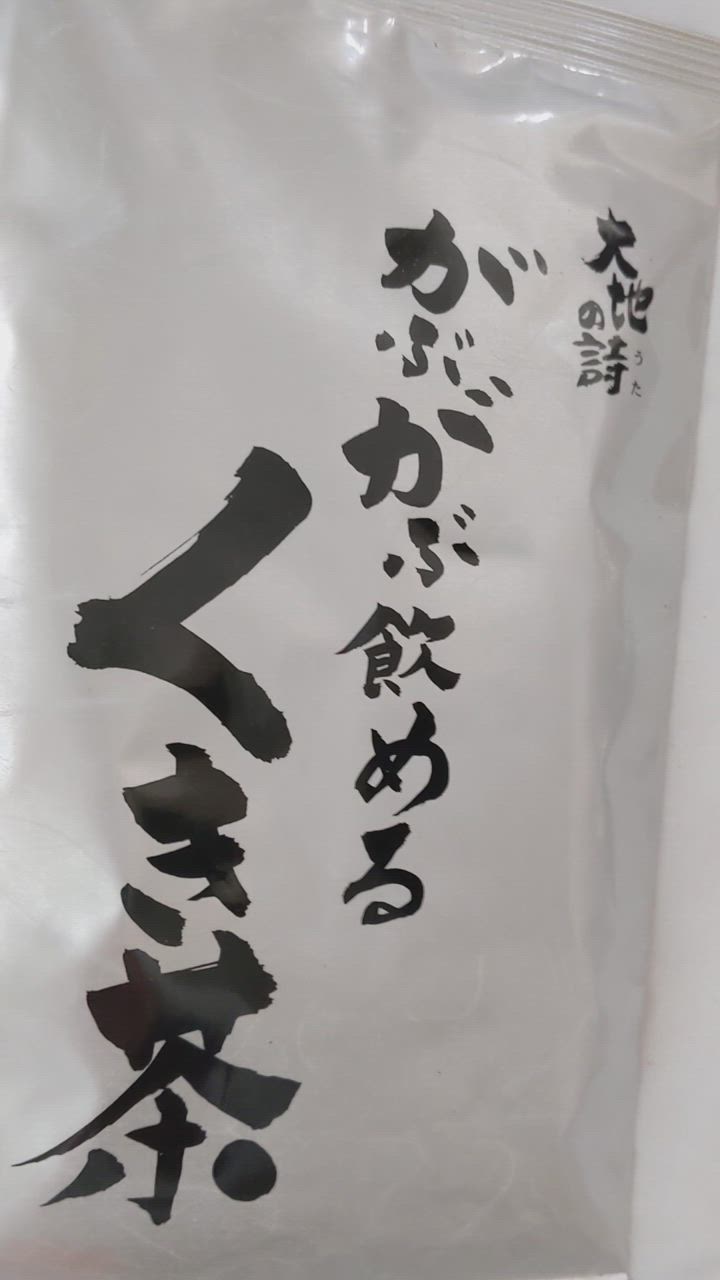 大地の詩
うた
がぶがぶ飲める
くき茶